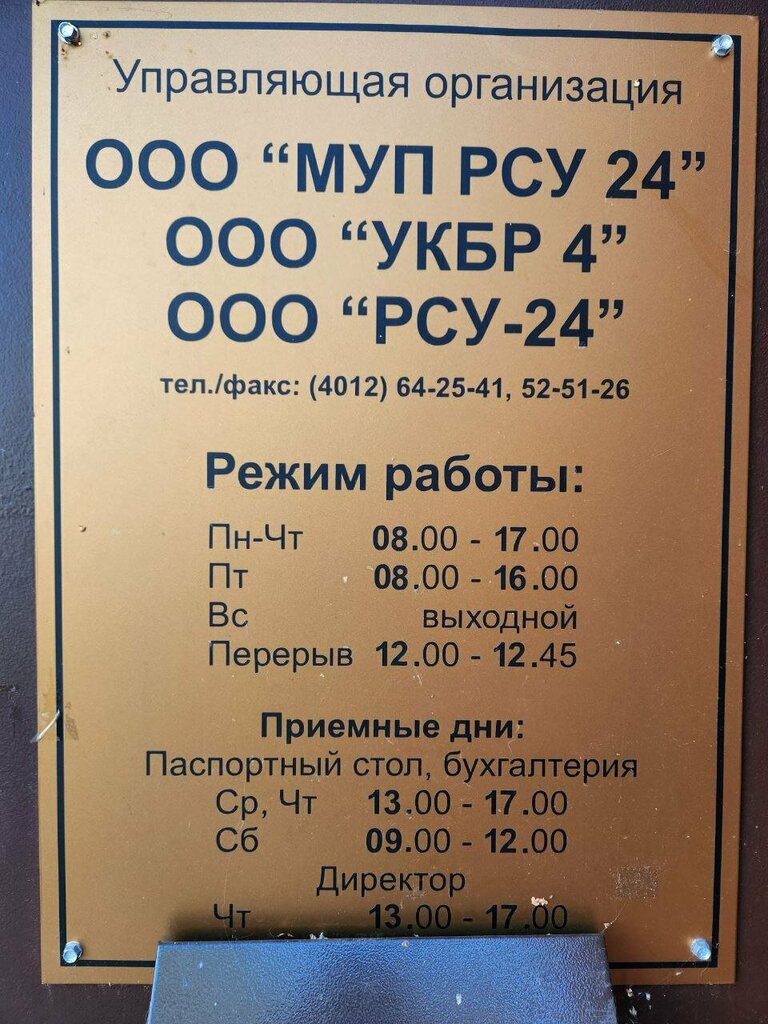 Управляющая организация
ООО “МУП РСУ 24”
ООО “УКБР 4”
ООО “РСУ-24”
тел./факс: (4012) 64-25-41, 52-51-26
Режим работы:
Пн-Чт 08.00 - 17.00
Пт 08.00 - 16.00
Вс выходной
Перерыв 12.00 - 12.45
Приемные дни:
Паспортный стол, бухгалтерия
Ср, Чт 13.00 - 17.00
Сб 09.00 - 12.00
Директор
Чт 13.00 - 17.00